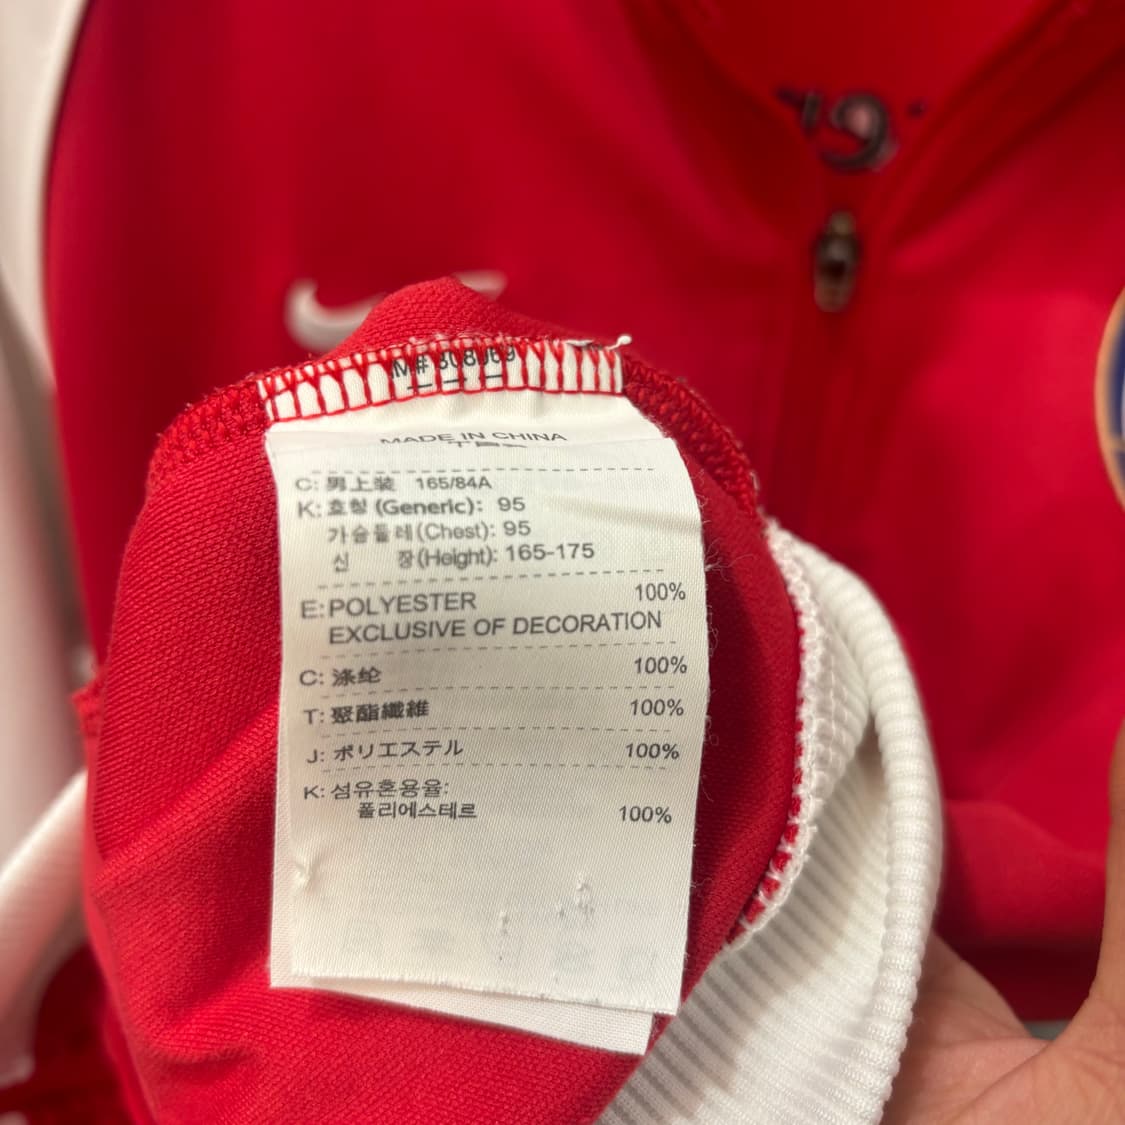 '19'
M# 808069
MADE IN CHINA
C: 男上装 165/84A
K: 호칭 (Generic): 95
가슴둘레(Chest): 95
신 장(Height): 165-175
E: POLYESTER 100%
EXCLUSIVE OF DECORATION
C: 涤纶 100%
T: 聚酯纖維 100%
J: ポリエステル 100%
K: 섬유혼용율:
폴리에스테르 100%